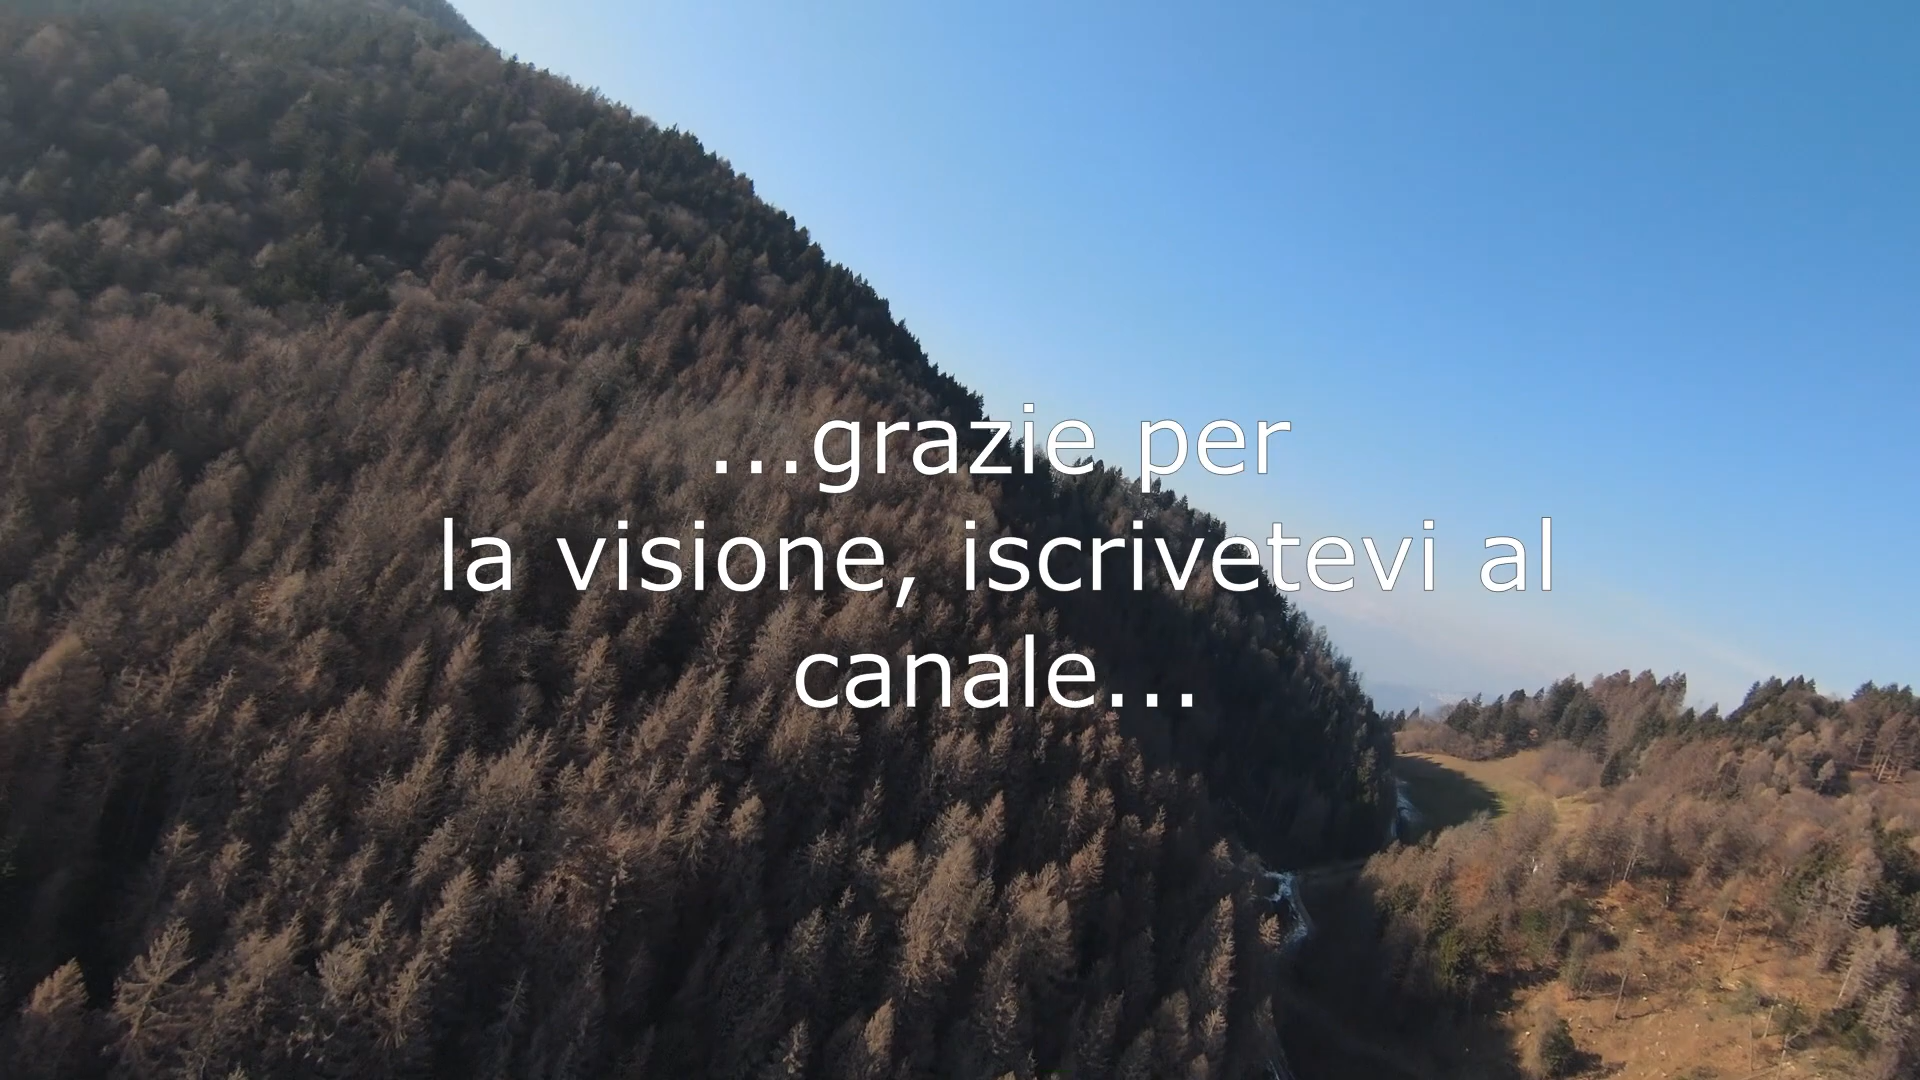 ...grazie per
la visione, iscrivetevi al
canale...